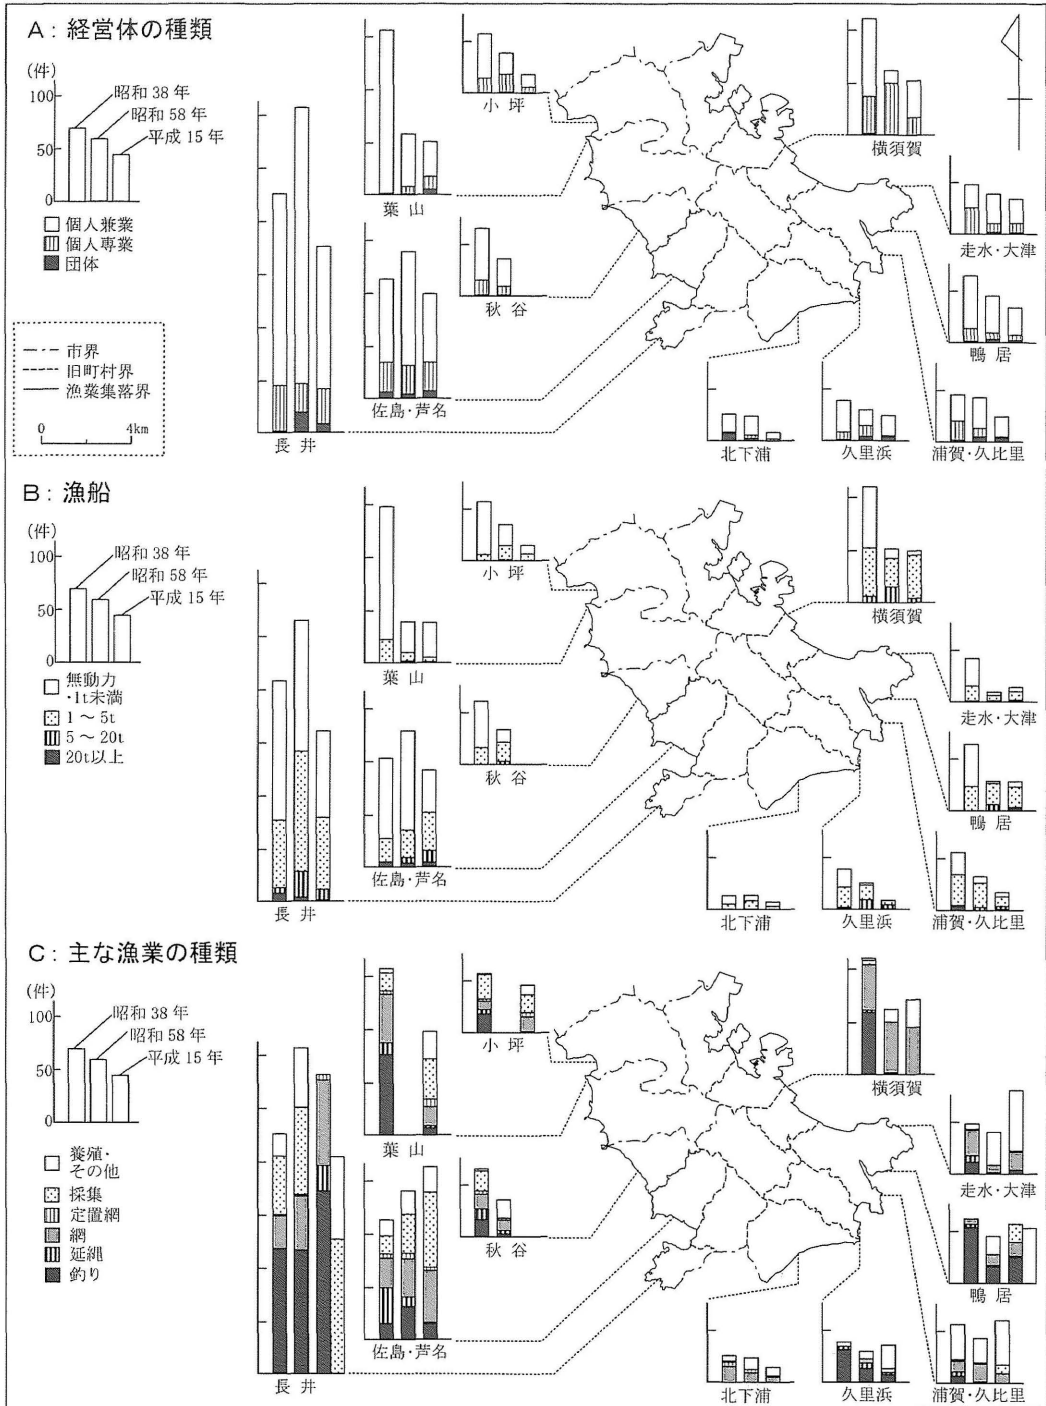 A：経営体の種類
(件)
100
50
0
昭和 38 年
昭和 58 年
平成 15 年
個人兼業
個人専業
団体
市界
旧町村界
漁業集落界
0 4km
長 井
葉 山
佐島・芦名
小 坪
秋 谷
横須賀
走水・大津
鴨 居
北下浦
久里浜
浦賀・久比里
B：漁船
(件)
100
50
0
昭和 38 年
昭和 58 年
平成 15 年
無動力
・1t未満
1 〜 5t
5 〜 20t
20t以上
長 井
葉 山
佐島・芦名
小 坪
秋 谷
横須賀
走水・大津
鴨 居
北下浦
久里浜
浦賀・久比里
C：主な漁業の種類
(件)
100
50
0
昭和 38 年
昭和 58 年
平成 15 年
養殖・
その他
採集
定置網
網
延縄
釣り
長 井
葉 山
佐島・芦名
小 坪
秋 谷
横須賀
走水・大津
鴨 居
北下浦
久里浜
浦賀・久比里